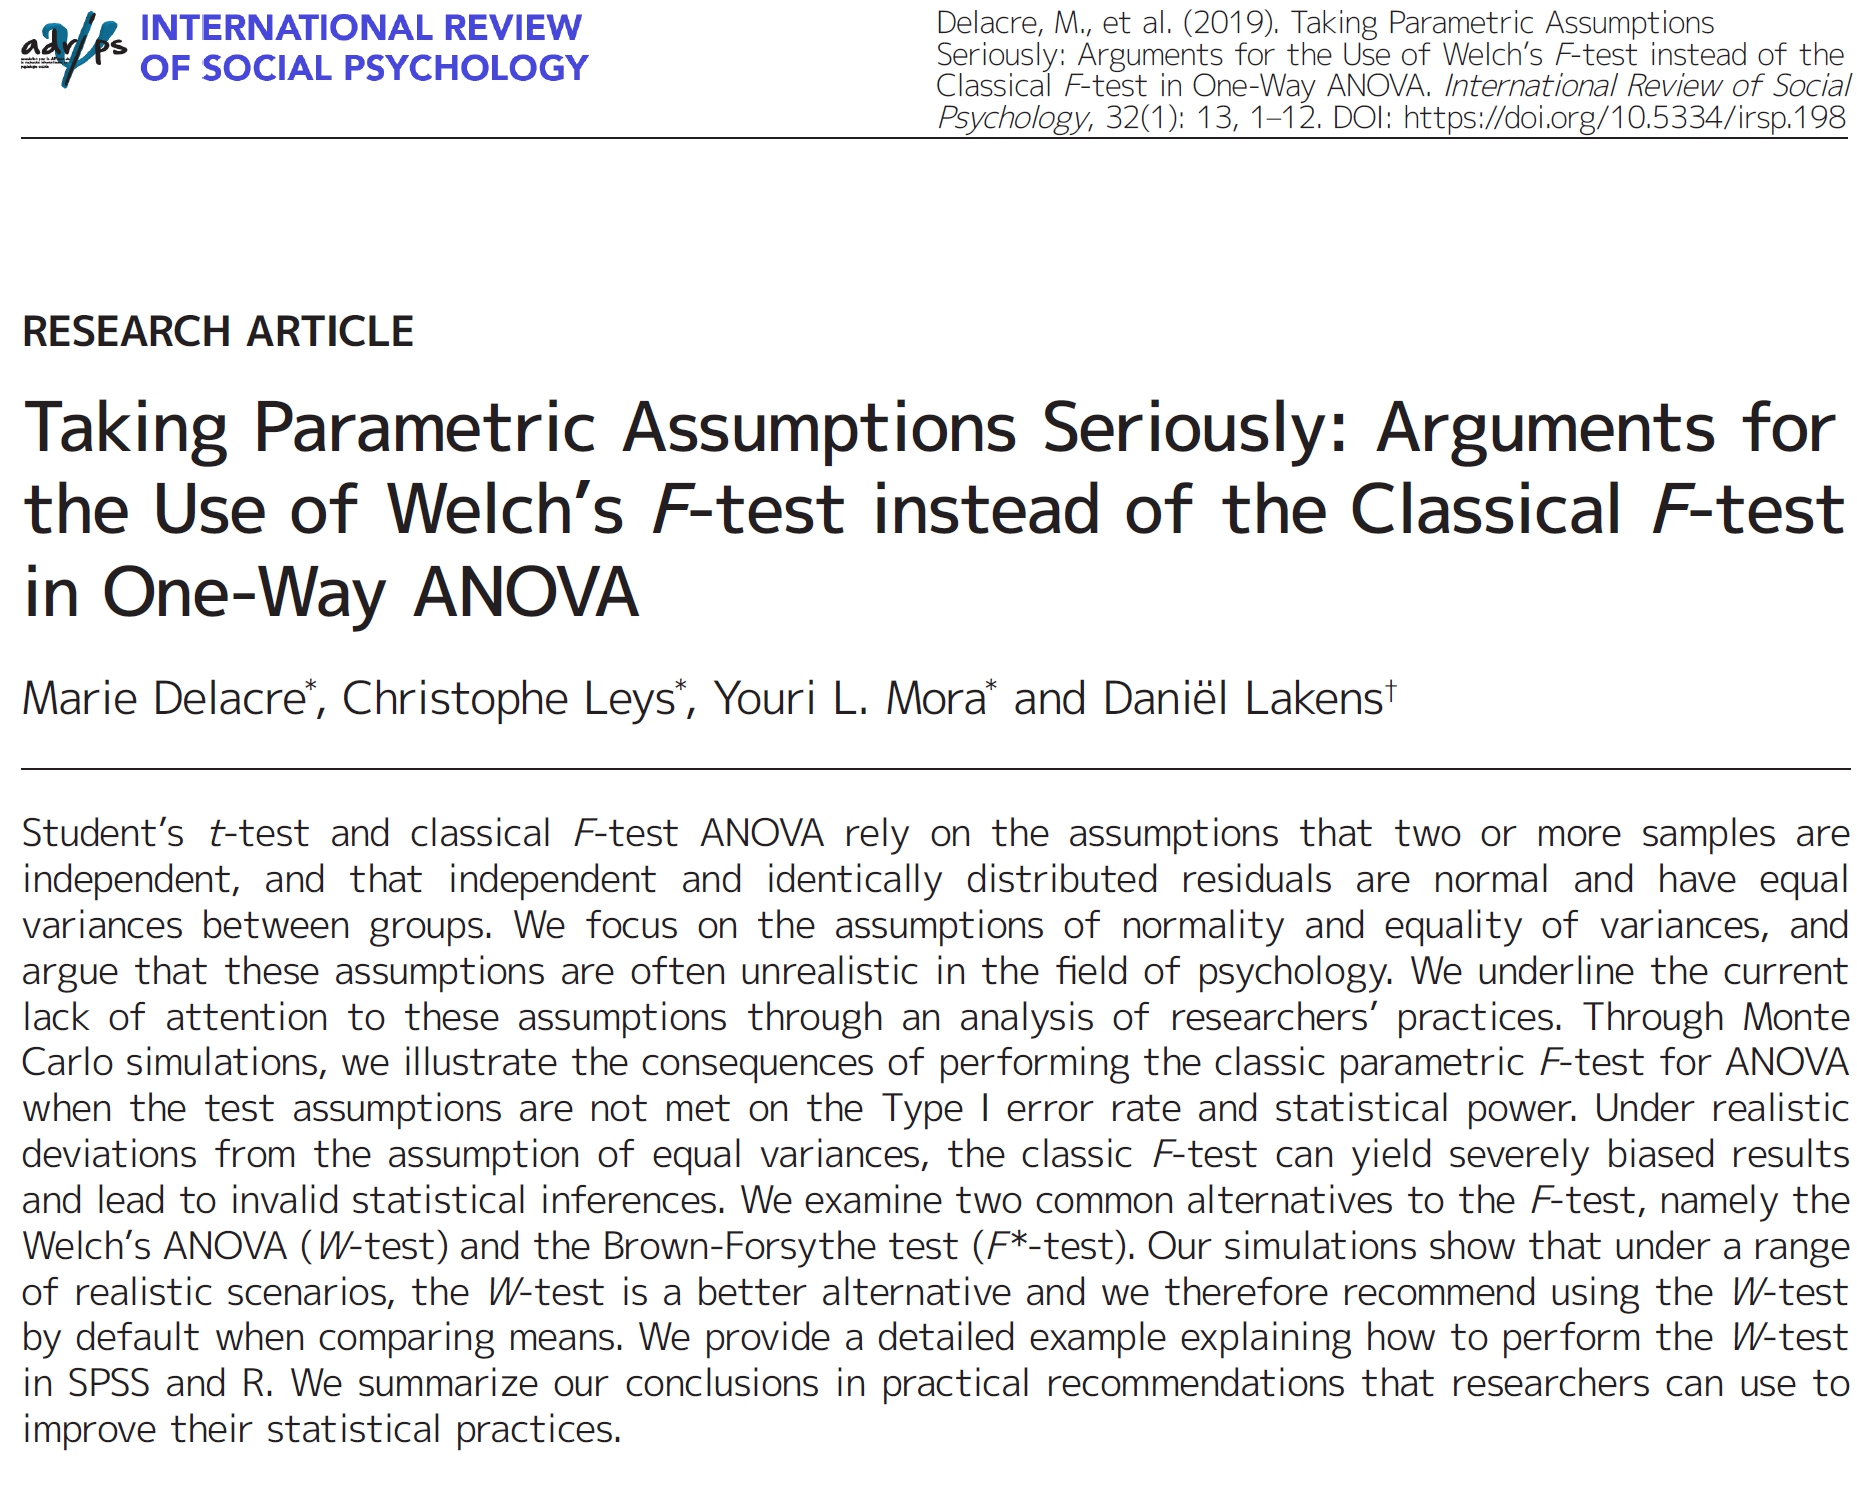 adr/ps
INTERNATIONAL REVIEW
OF SOCIAL PSYCHOLOGY
Delacre, M., et al. (2019). Taking Parametric Assumptions
Seriously: Arguments for the Use of Welch’s F-test instead of the
Classical F-test in One-Way ANOVA. International Review of Social
Psychology, 32(1): 13, 1–12. DOI: https://doi.org/10.5334/irsp.198
RESEARCH ARTICLE
Taking Parametric Assumptions Seriously: Arguments for
the Use of Welch’s F-test instead of the Classical F-test
in One-Way ANOVA
Marie Delacre*, Christophe Leys*, Youri L. Mora* and Daniël Lakens†
Student’s t-test and classical F-test ANOVA rely on the assumptions that two or more samples are
independent, and that independent and identically distributed residuals are normal and have equal
variances between groups. We focus on the assumptions of normality and equality of variances, and
argue that these assumptions are often unrealistic in the field of psychology. We underline the current
lack of attention to these assumptions through an analysis of researchers’ practices. Through Monte
Carlo simulations, we illustrate the consequences of performing the classic parametric F-test for ANOVA
when the test assumptions are not met on the Type I error rate and statistical power. Under realistic
deviations from the assumption of equal variances, the classic F-test can yield severely biased results
and lead to invalid statistical inferences. We examine two common alternatives to the F-test, namely the
Welch’s ANOVA (W-test) and the Brown-Forsythe test (F*-test). Our simulations show that under a range
of realistic scenarios, the W-test is a better alternative and we therefore recommend using the W-test
by default when comparing means. We provide a detailed example explaining how to perform the W-test
in SPSS and R. We summarize our conclusions in practical recommendations that researchers can use to
improve their statistical practices.